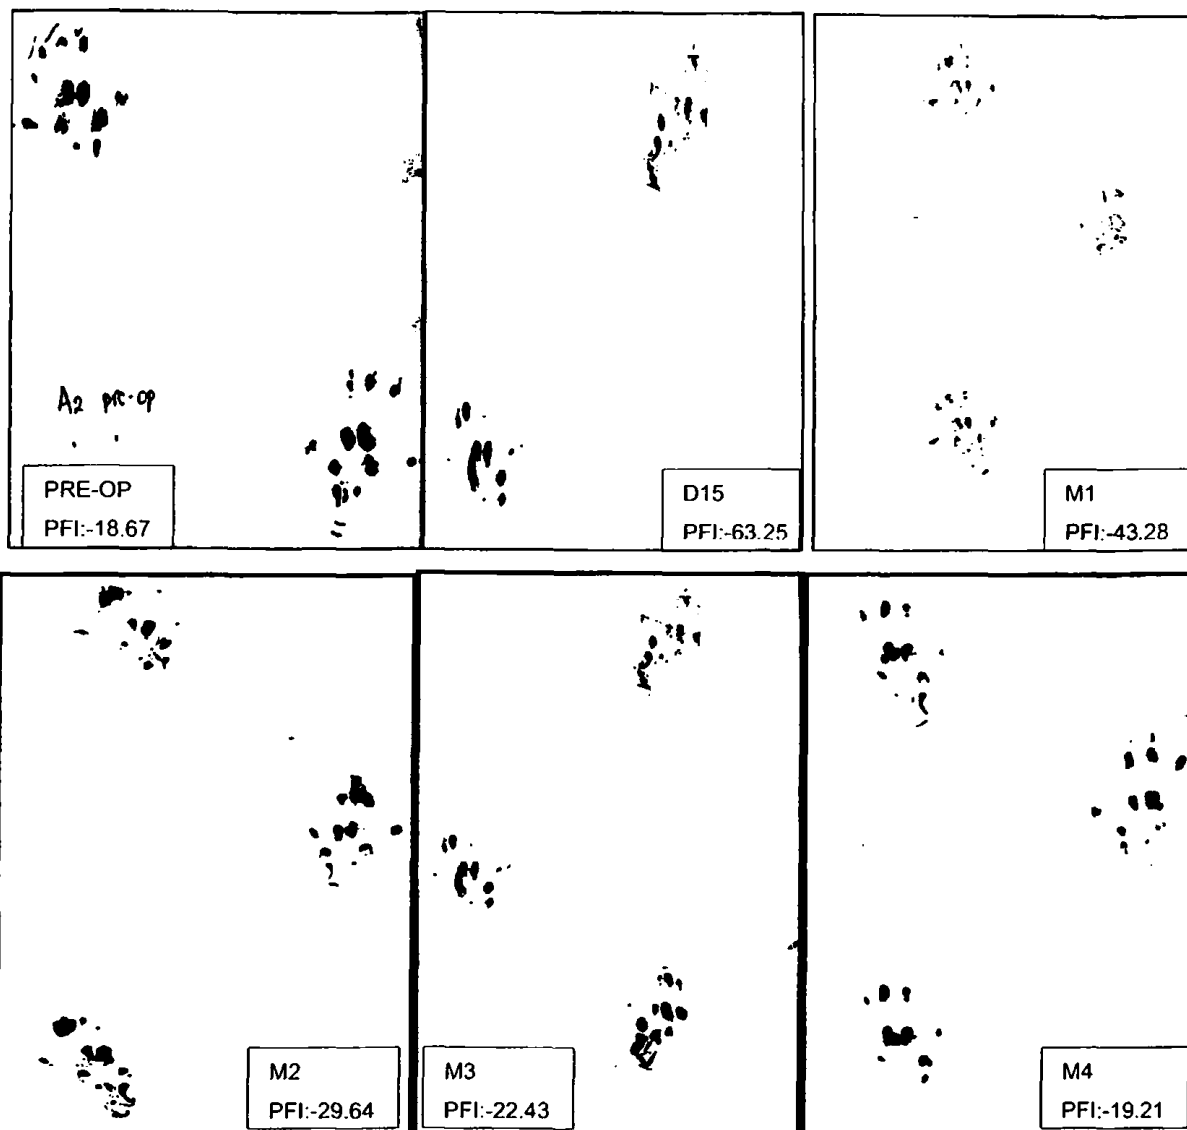 A2 pre-op
PRE-OP
PFI:-18.67
D15
PFI:-63.25
M1
PFI:-43.28
M2
PFI:-29.64
M3
PFI:-22.43
M4
PFI:-19.21